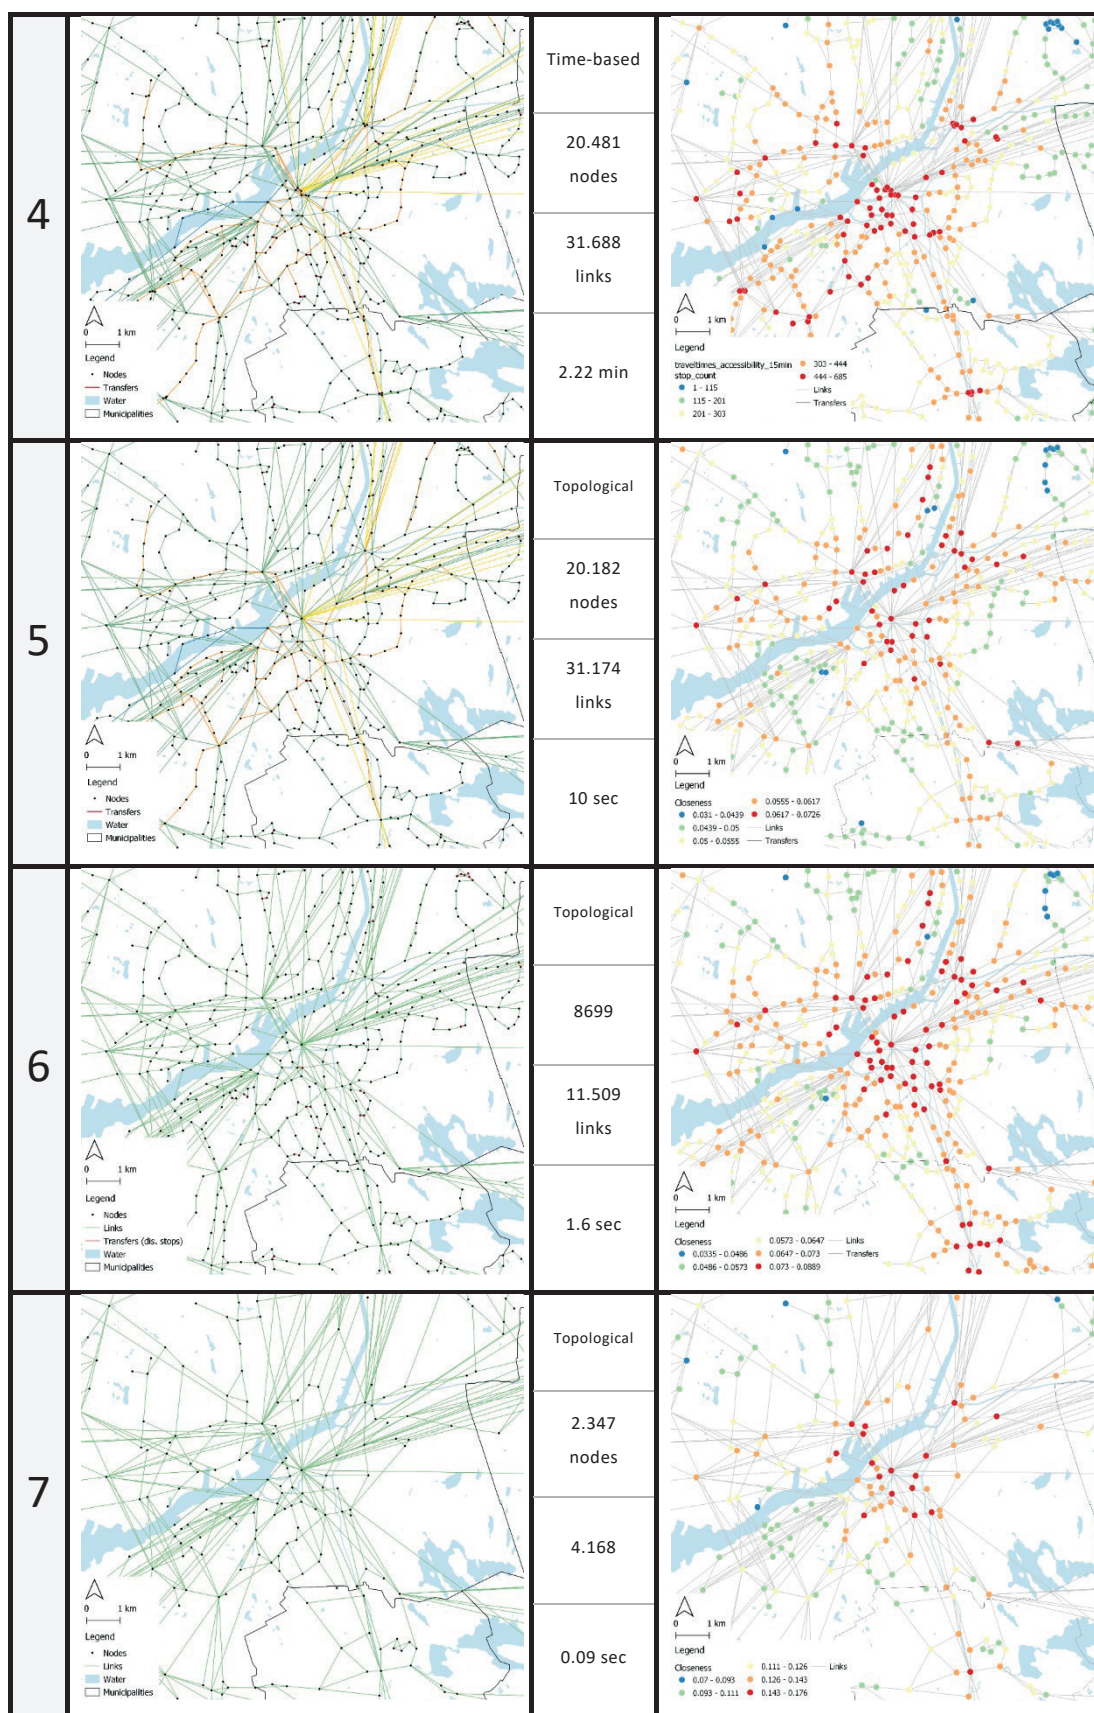 4
0
1 km
Legend
Nodes
Transfers
Water
Municipalities
Time-based
20.481
nodes
31.688
links
2.22 min
0
1 km
Legend
traveltimes_accessibility_15min
stop_count
1 - 115
115 - 201
201 - 303
303 - 444
444 - 685
Links
Transfers
5
0
1 km
Legend
Nodes
Transfers
Water
Municipalities
Topological
20.182
nodes
31.174
links
10 sec
0
1 km
Legend
Closeness
0.031 - 0.0439
0.0439 - 0.05
0.05 - 0.0555
0.0555 - 0.0617
0.0617 - 0.0726
Links
Transfers
6
0
1 km
Legend
Nodes
Links
Transfers (dis. stops)
Water
Municipalities
Topological
8699
11.509
links
1.6 sec
0
1 km
Legend
Closeness
0.0335 - 0.0486
0.0486 - 0.0573
0.0573 - 0.0647
0.0647 - 0.073
0.073 - 0.0889
Links
Transfers
7
0
1 km
Legend
Nodes
Links
Water
Municipalities
Topological
2.347
nodes
4.168
0.09 sec
0
1 km
Legend
Closeness
0.07 - 0.093
0.093 - 0.111
0.111 - 0.126
0.126 - 0.143
0.143 - 0.176
Links